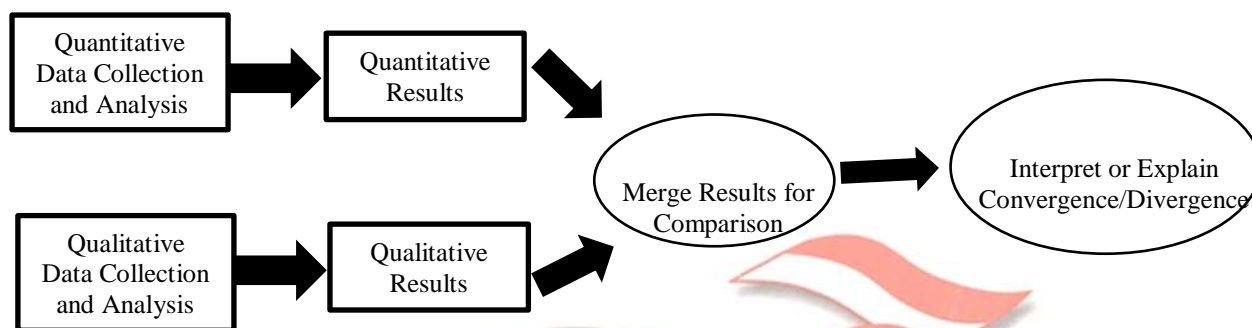 Quantitative
Data Collection
and Analysis
Quantitative
Results
Qualitative
Data Collection
and Analysis
Qualitative
Results
Merge Results for
Comparison
Interpret or Explain
Convergence/Divergence